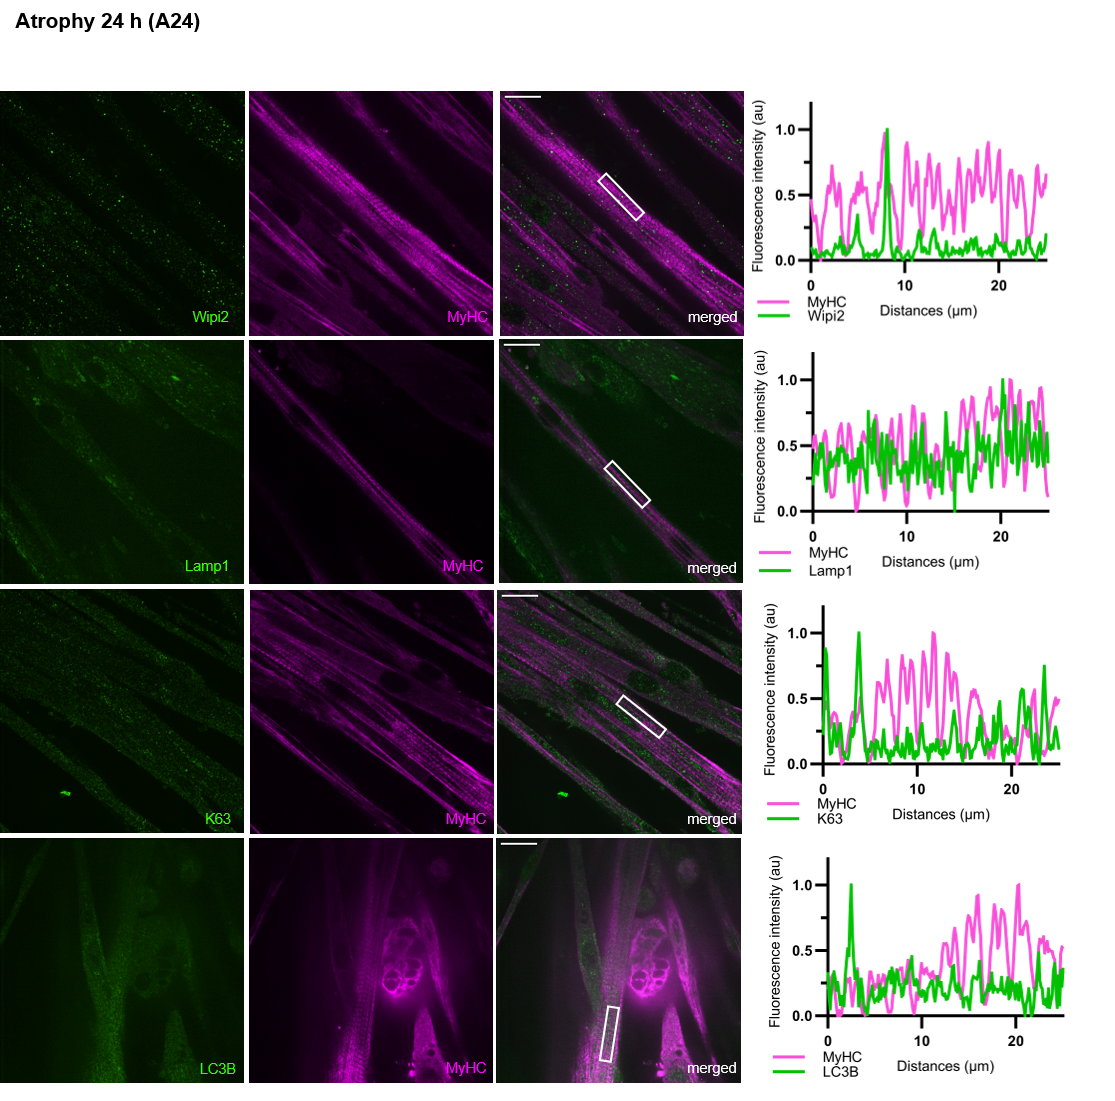 Atrophy 24 h (A24)
Wipi2
MyHC
merged
Fluorescence intensity (au)
1.0
0.5
0.0
0 10 20
Distances (µm)
MyHC
Wipi2
Lamp1
MyHC
merged
Fluorescence intensity (au)
1.0
0.5
0.0
0 10 20
Distances (µm)
MyHC
Lamp1
K63
MyHC
merged
Fluorescence intensity (au)
1.0
0.5
0.0
0 10 20
Distances (µm)
MyHC
K63
LC3B
MyHC
merged
Fluorescence intensity (au)
1.0
0.5
0.0
0 10 20
Distances (µm)
MyHC
LC3B